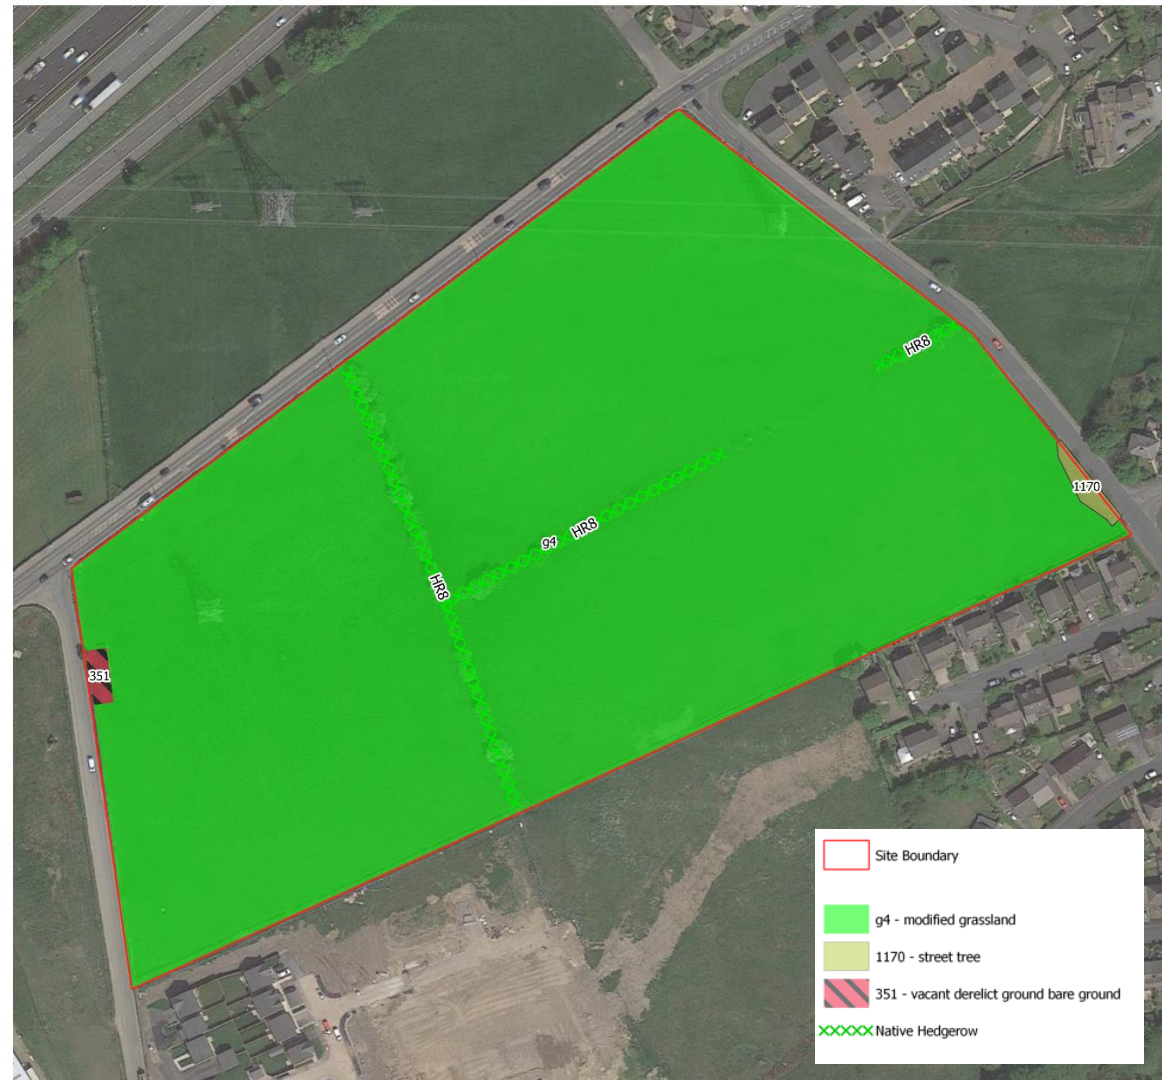 HR8
1170
HR8
g4
HR8
351
Site Boundary
g4 - modified grassland
1170 - street tree
351 - vacant derelict ground bare ground
Native Hedgerow